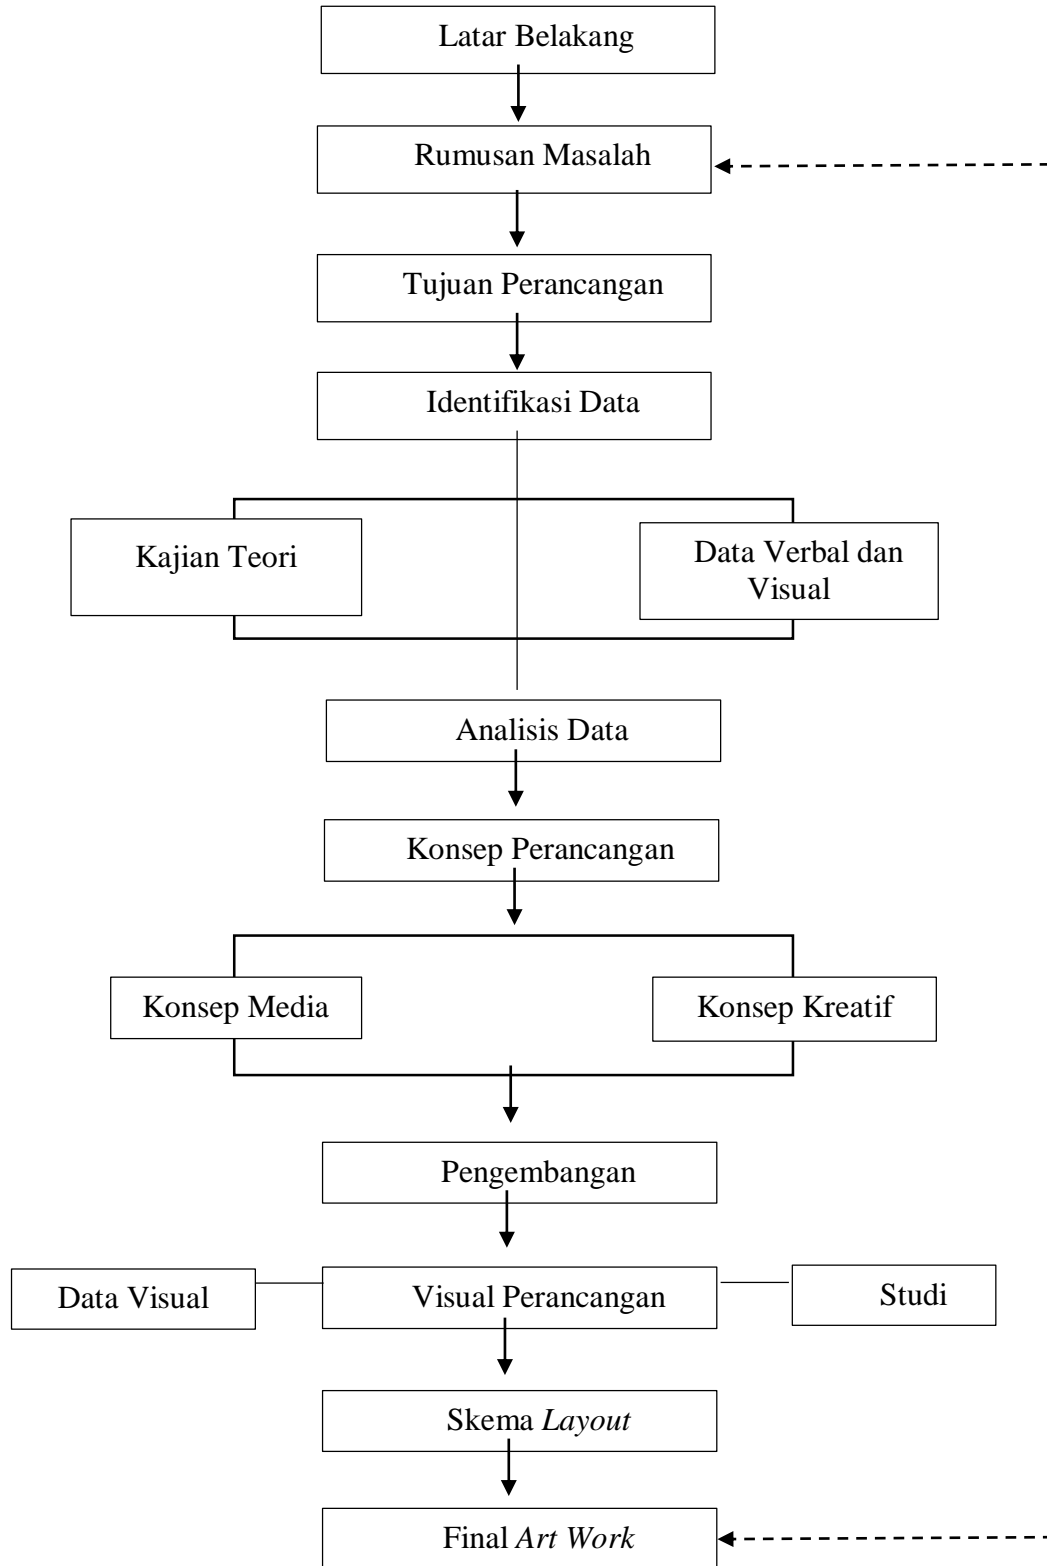 Latar Belakang
Rumusan Masalah
Tujuan Perancangan
Identifikasi Data
Kajian Teori
Data Verbal dan
Visual
Analisis Data
Konsep Perancangan
Konsep Media
Konsep Kreatif
Pengembangan
Data Visual
Visual Perancangan
Studi
Skema Layout
Final Art Work